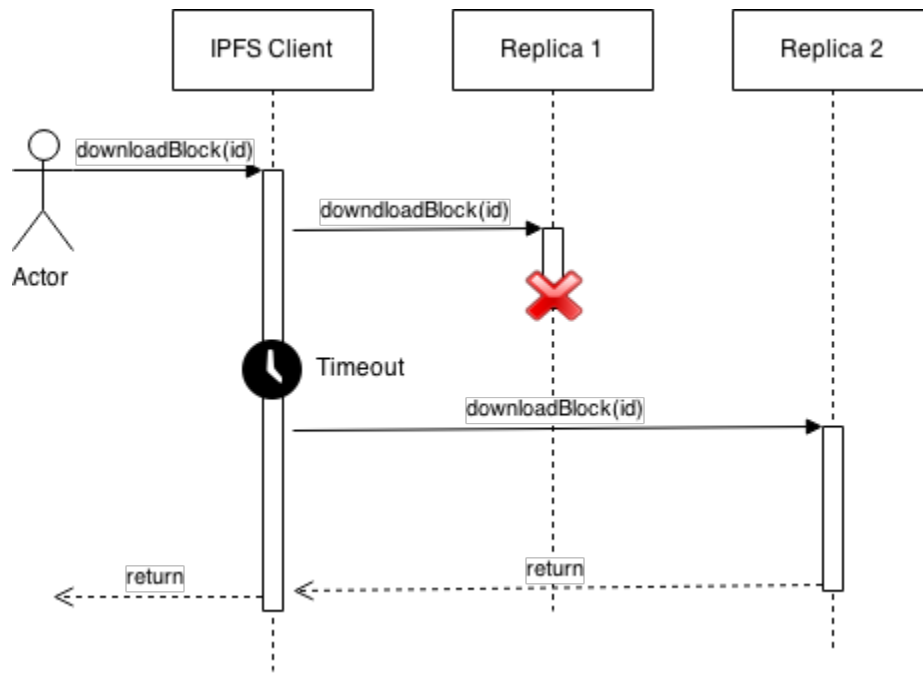 IPFS Client
Replica 1
Replica 2
downloadBlock(id)
downdloadBlock(id)
Actor
Timeout
downloadBlock(id)
return
return